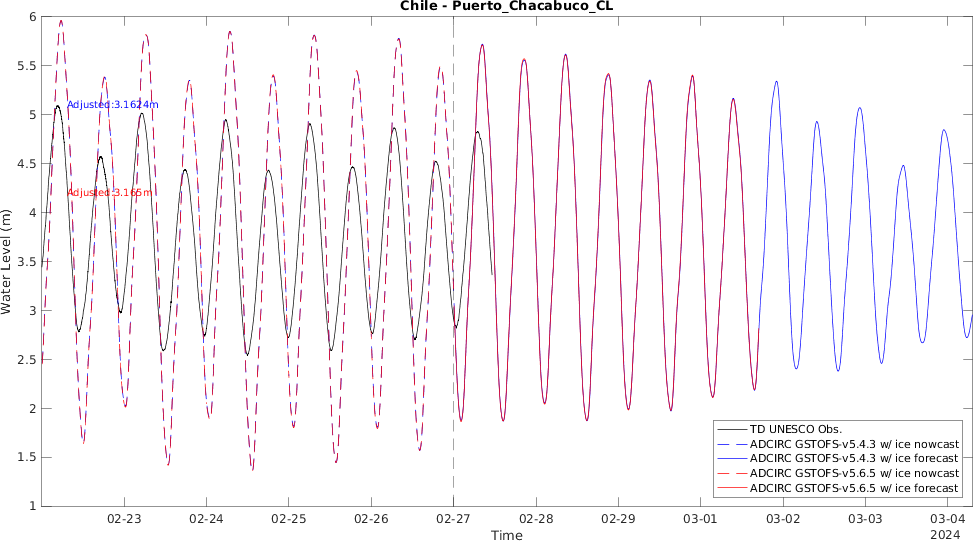 Chile - Puerto_Chacabuco_CL
6
5.5
5
4.5
4
3.5
3
2.5
2
1.5
1
Water Level (m)
Adjusted:3.1624m
Adjusted:3.165m
TD UNESCO Obs.
ADCIRC GSTOFS-v5.4.3 w/ ice nowcast
ADCIRC GSTOFS-v5.4.3 w/ ice forecast
ADCIRC GSTOFS-v5.6.5 w/ ice nowcast
ADCIRC GSTOFS-v5.6.5 w/ ice forecast
02-23 02-24 02-25 02-26 02-27 02-28 02-29 03-01 03-02 03-03 03-04
2024
Time